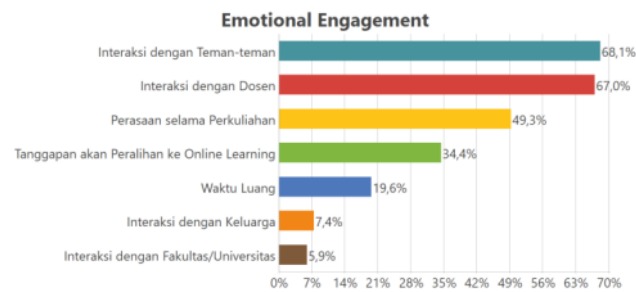 Emotional Engagement
Interaksi dengan Teman-teman 68,1%
Interaksi dengan Dosen 67,0%
Perasaan selama Perkuliahan 49,3%
Tanggapan akan Peralihan ke Online Learning 34,4%
Waktu Luang 19,6%
Interaksi dengan Keluarga 7,4%
Interaksi dengan Fakultas/Universitas 5,9%
0% 7% 14% 21% 28% 35% 42% 49% 56% 63% 70%